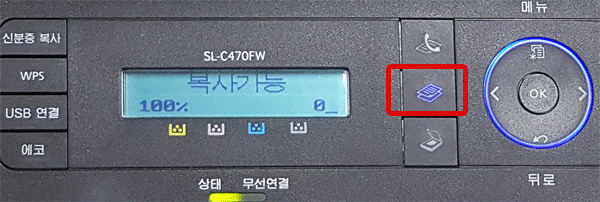 메뉴
신분증 복사
WPS
USB 연결
에코
SL-C470FW
복사가능
100% 0_
OK
상태 무선연결
뒤로